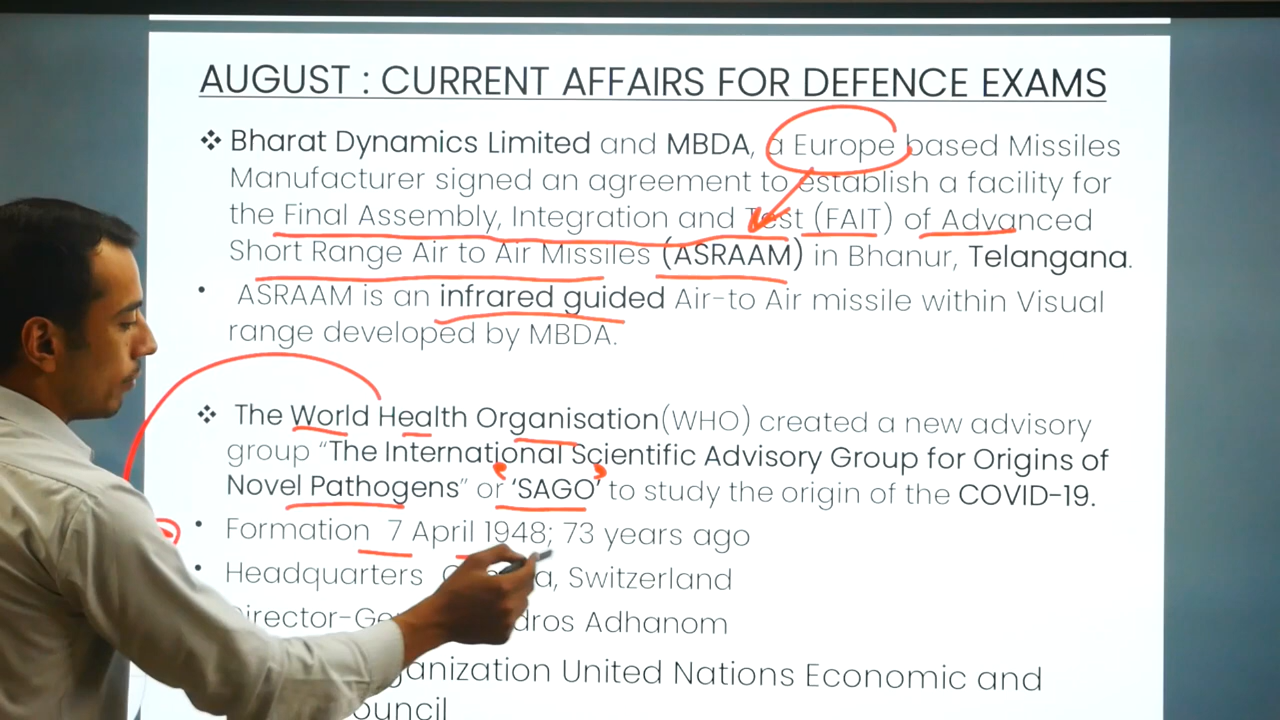 AUGUST : CURRENT AFFAIRS FOR DEFENCE EXAMS
❖ Bharat Dynamics Limited and MBDA, a Europe based Missiles
Manufacturer signed an agreement to establish a facility for
the Final Assembly, Integration and Test (FAIT) of Advanced
Short Range Air to Air Missiles (ASRAAM) in Bhanur, Telangana.
• ASRAAM is an infrared guided Air-to Air missile within Visual
range developed by MBDA.
❖ The World Health Organisation(WHO) created a new advisory
group “The International Scientific Advisory Group for Origins of
Novel Pathogens” or ‘SAGO’ to study the origin of the COVID-19.
• Formation 7 April 1948; 73 years ago
• Headquarters Switzerland
Adhanom
United Nations Economic and